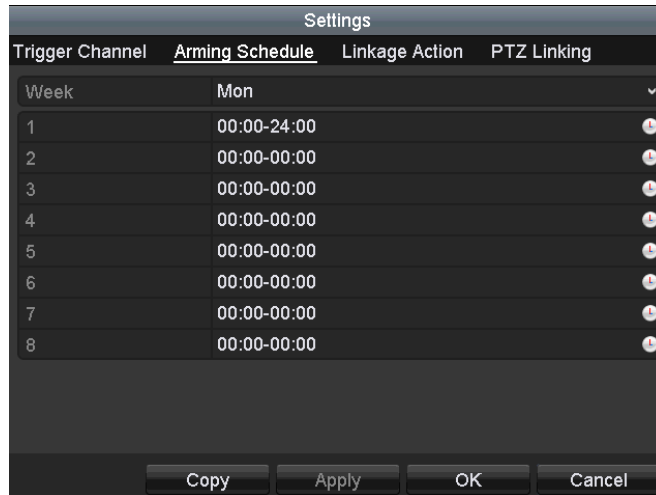 Settings
Trigger Channel Arming Schedule Linkage Action PTZ Linking
Week Mon
1 00:00-24:00
2 00:00-00:00
3 00:00-00:00
4 00:00-00:00
5 00:00-00:00
6 00:00-00:00
7 00:00-00:00
8 00:00-00:00
Copy Apply OK Cancel